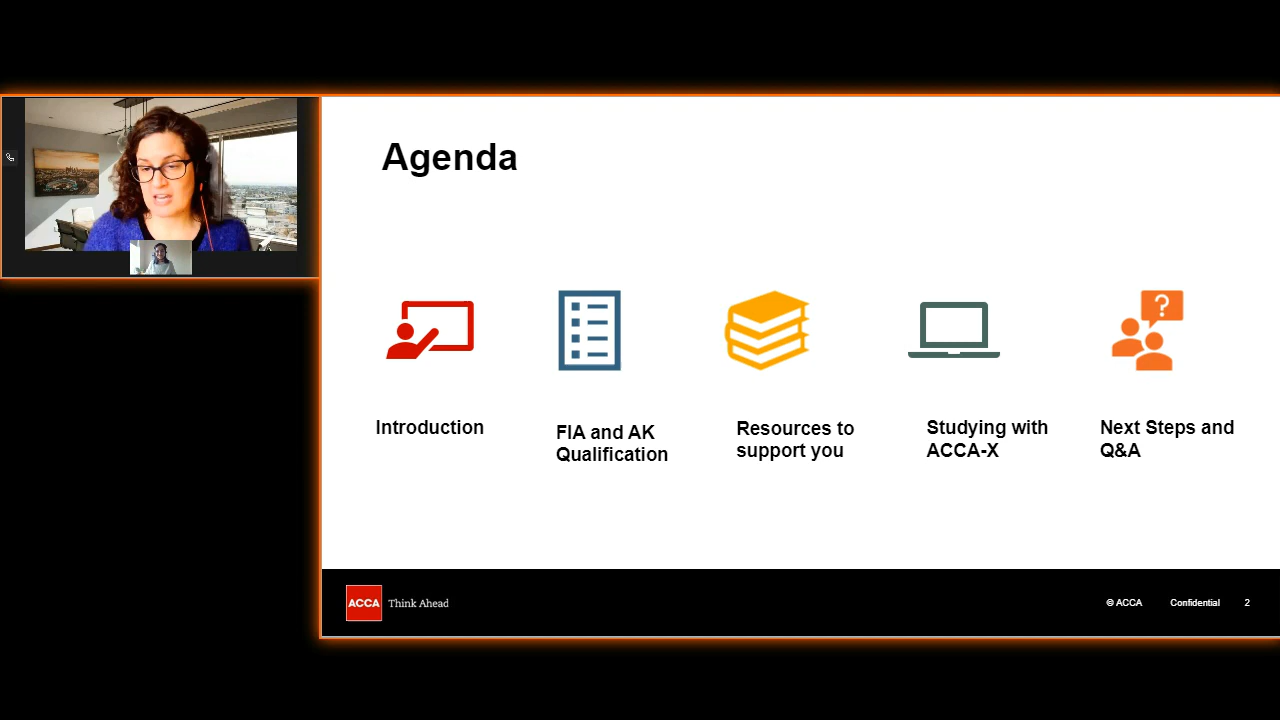 Agenda
?
Introduction
FIA and AK
Qualification
Resources to
support you
Studying with
ACCA-X
Next Steps and
Q&A
ACCA Think Ahead
© ACCA Confidential 2